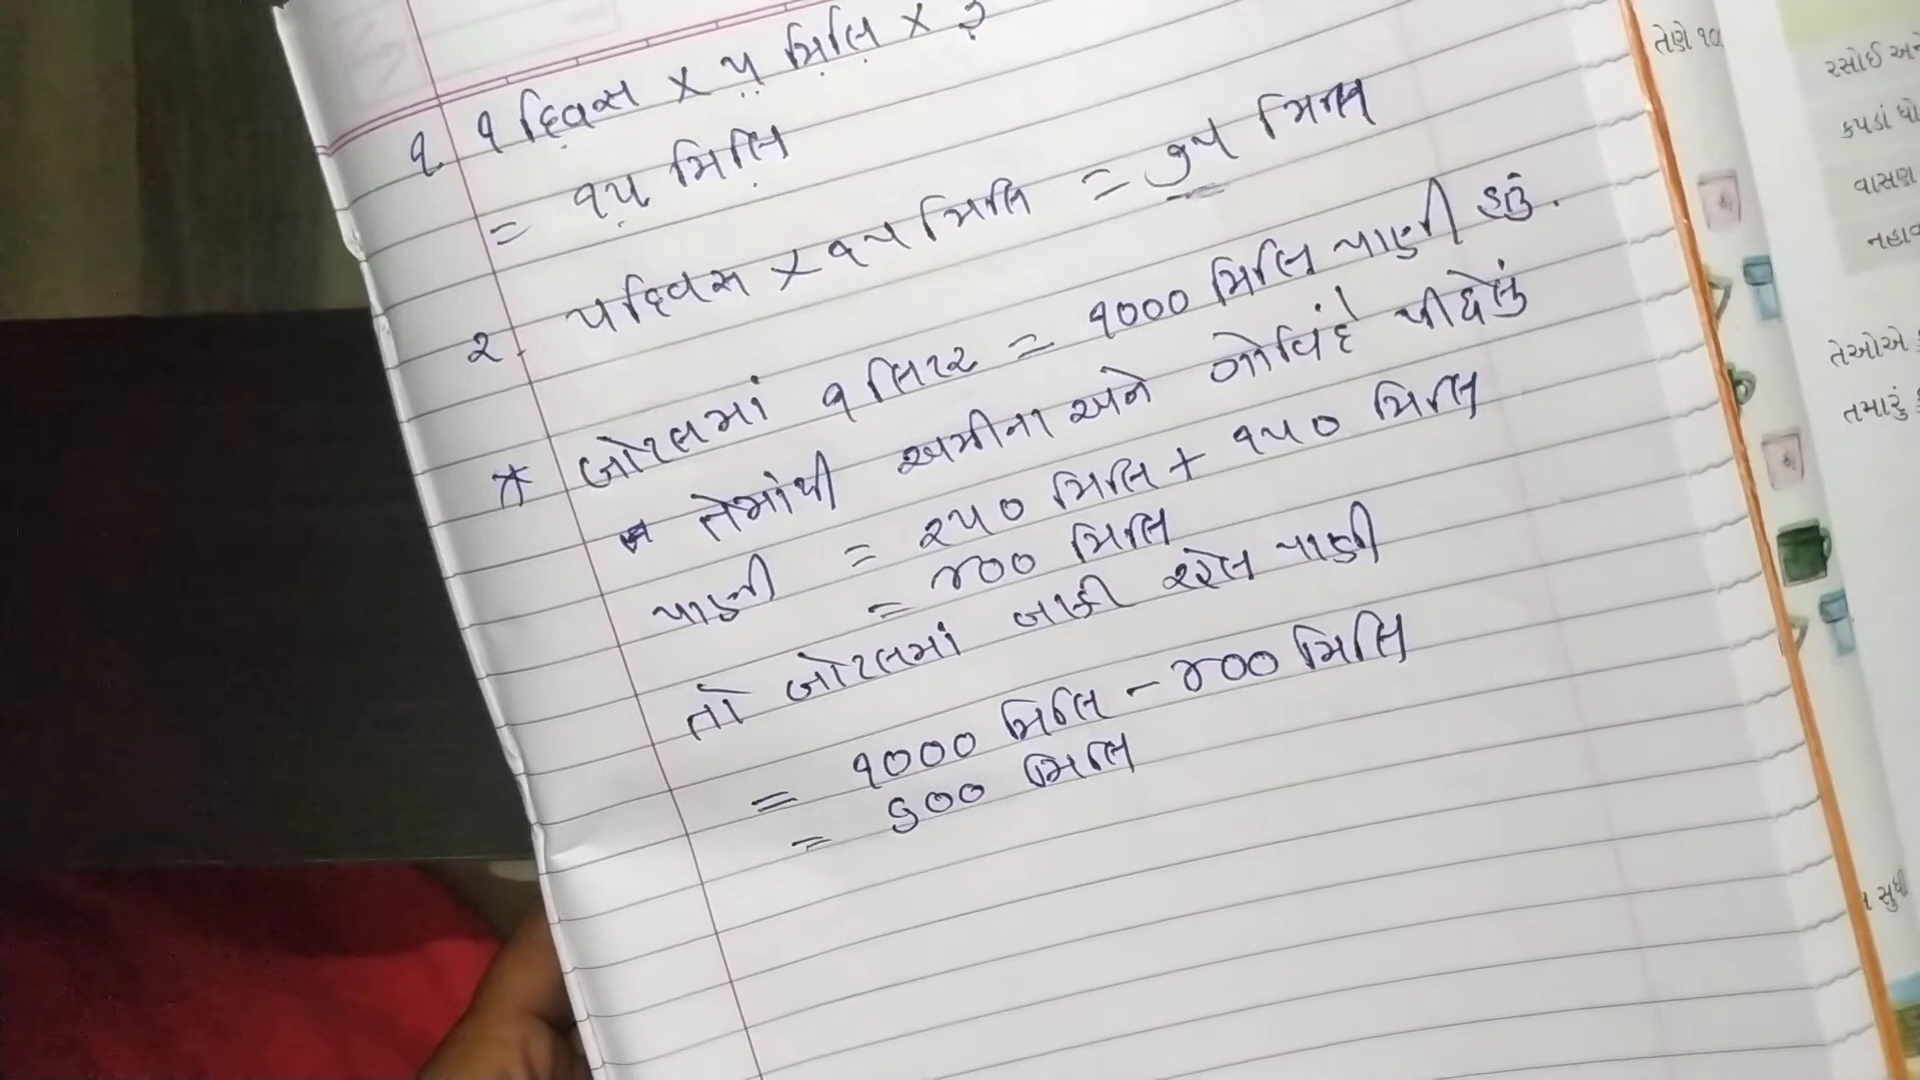 ૧. ૧ દિવસ × ૫ મિલિ × ૩
= ૧૫ મિલિ
૨. ૫ દિવસ × ૧૫ મિલિ = ૭૫ મિલિ
* બોટલમાં ૧ લિટર = ૧૦૦૦ મિલિ પાણી હતું.
તેમાંથી અમીના અને ગોવિંદે પીધેલું
પાણી = ૨૫૦ મિલિ + ૧૫૦ મિલિ
= ૪૦૦ મિલિ
તો બોટલમાં બાકી રહેલ પાણી
= ૧૦૦૦ મિલિ - ૪૦૦ મિલિ
= ૬૦૦ મિલિ
તેણે ૧૦
રસોઈ અને
કપડાં ધો
વાસણ
નહાવ
તેઓએ
તમારું
સુધી